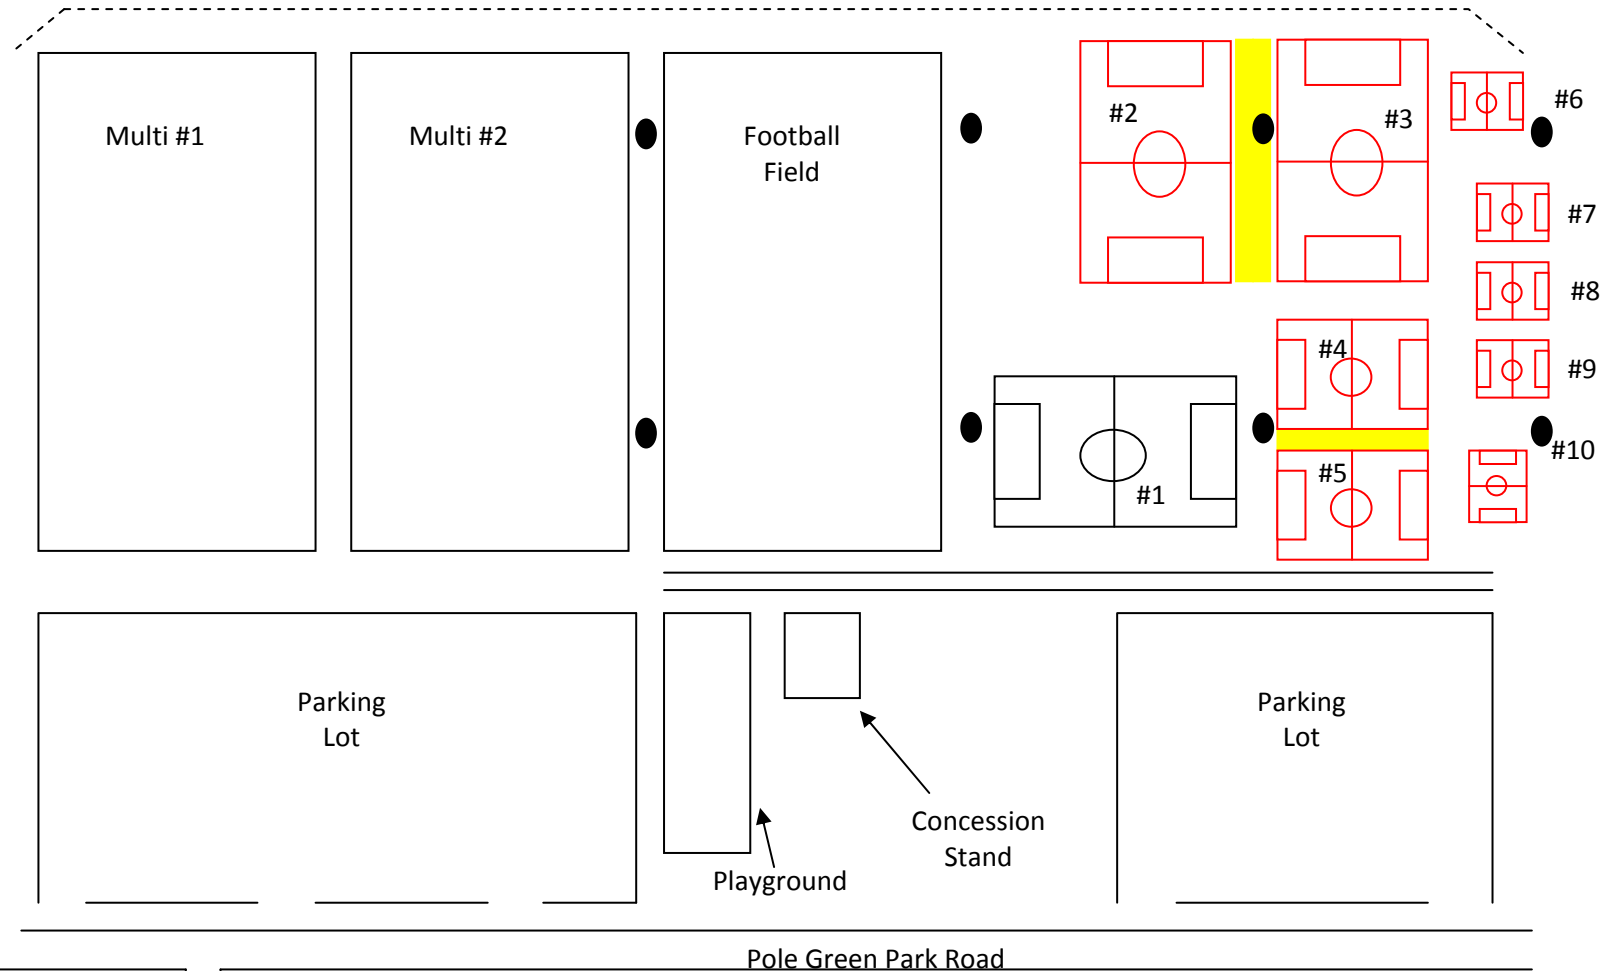 #6
#2
#3
Multi #1
Multi #2
Football
Field
#7
#8
#4
#9
#10
#5
#1
Parking
Lot
Parking
Lot
Concession
Stand
Playground
Pole Green Park Road